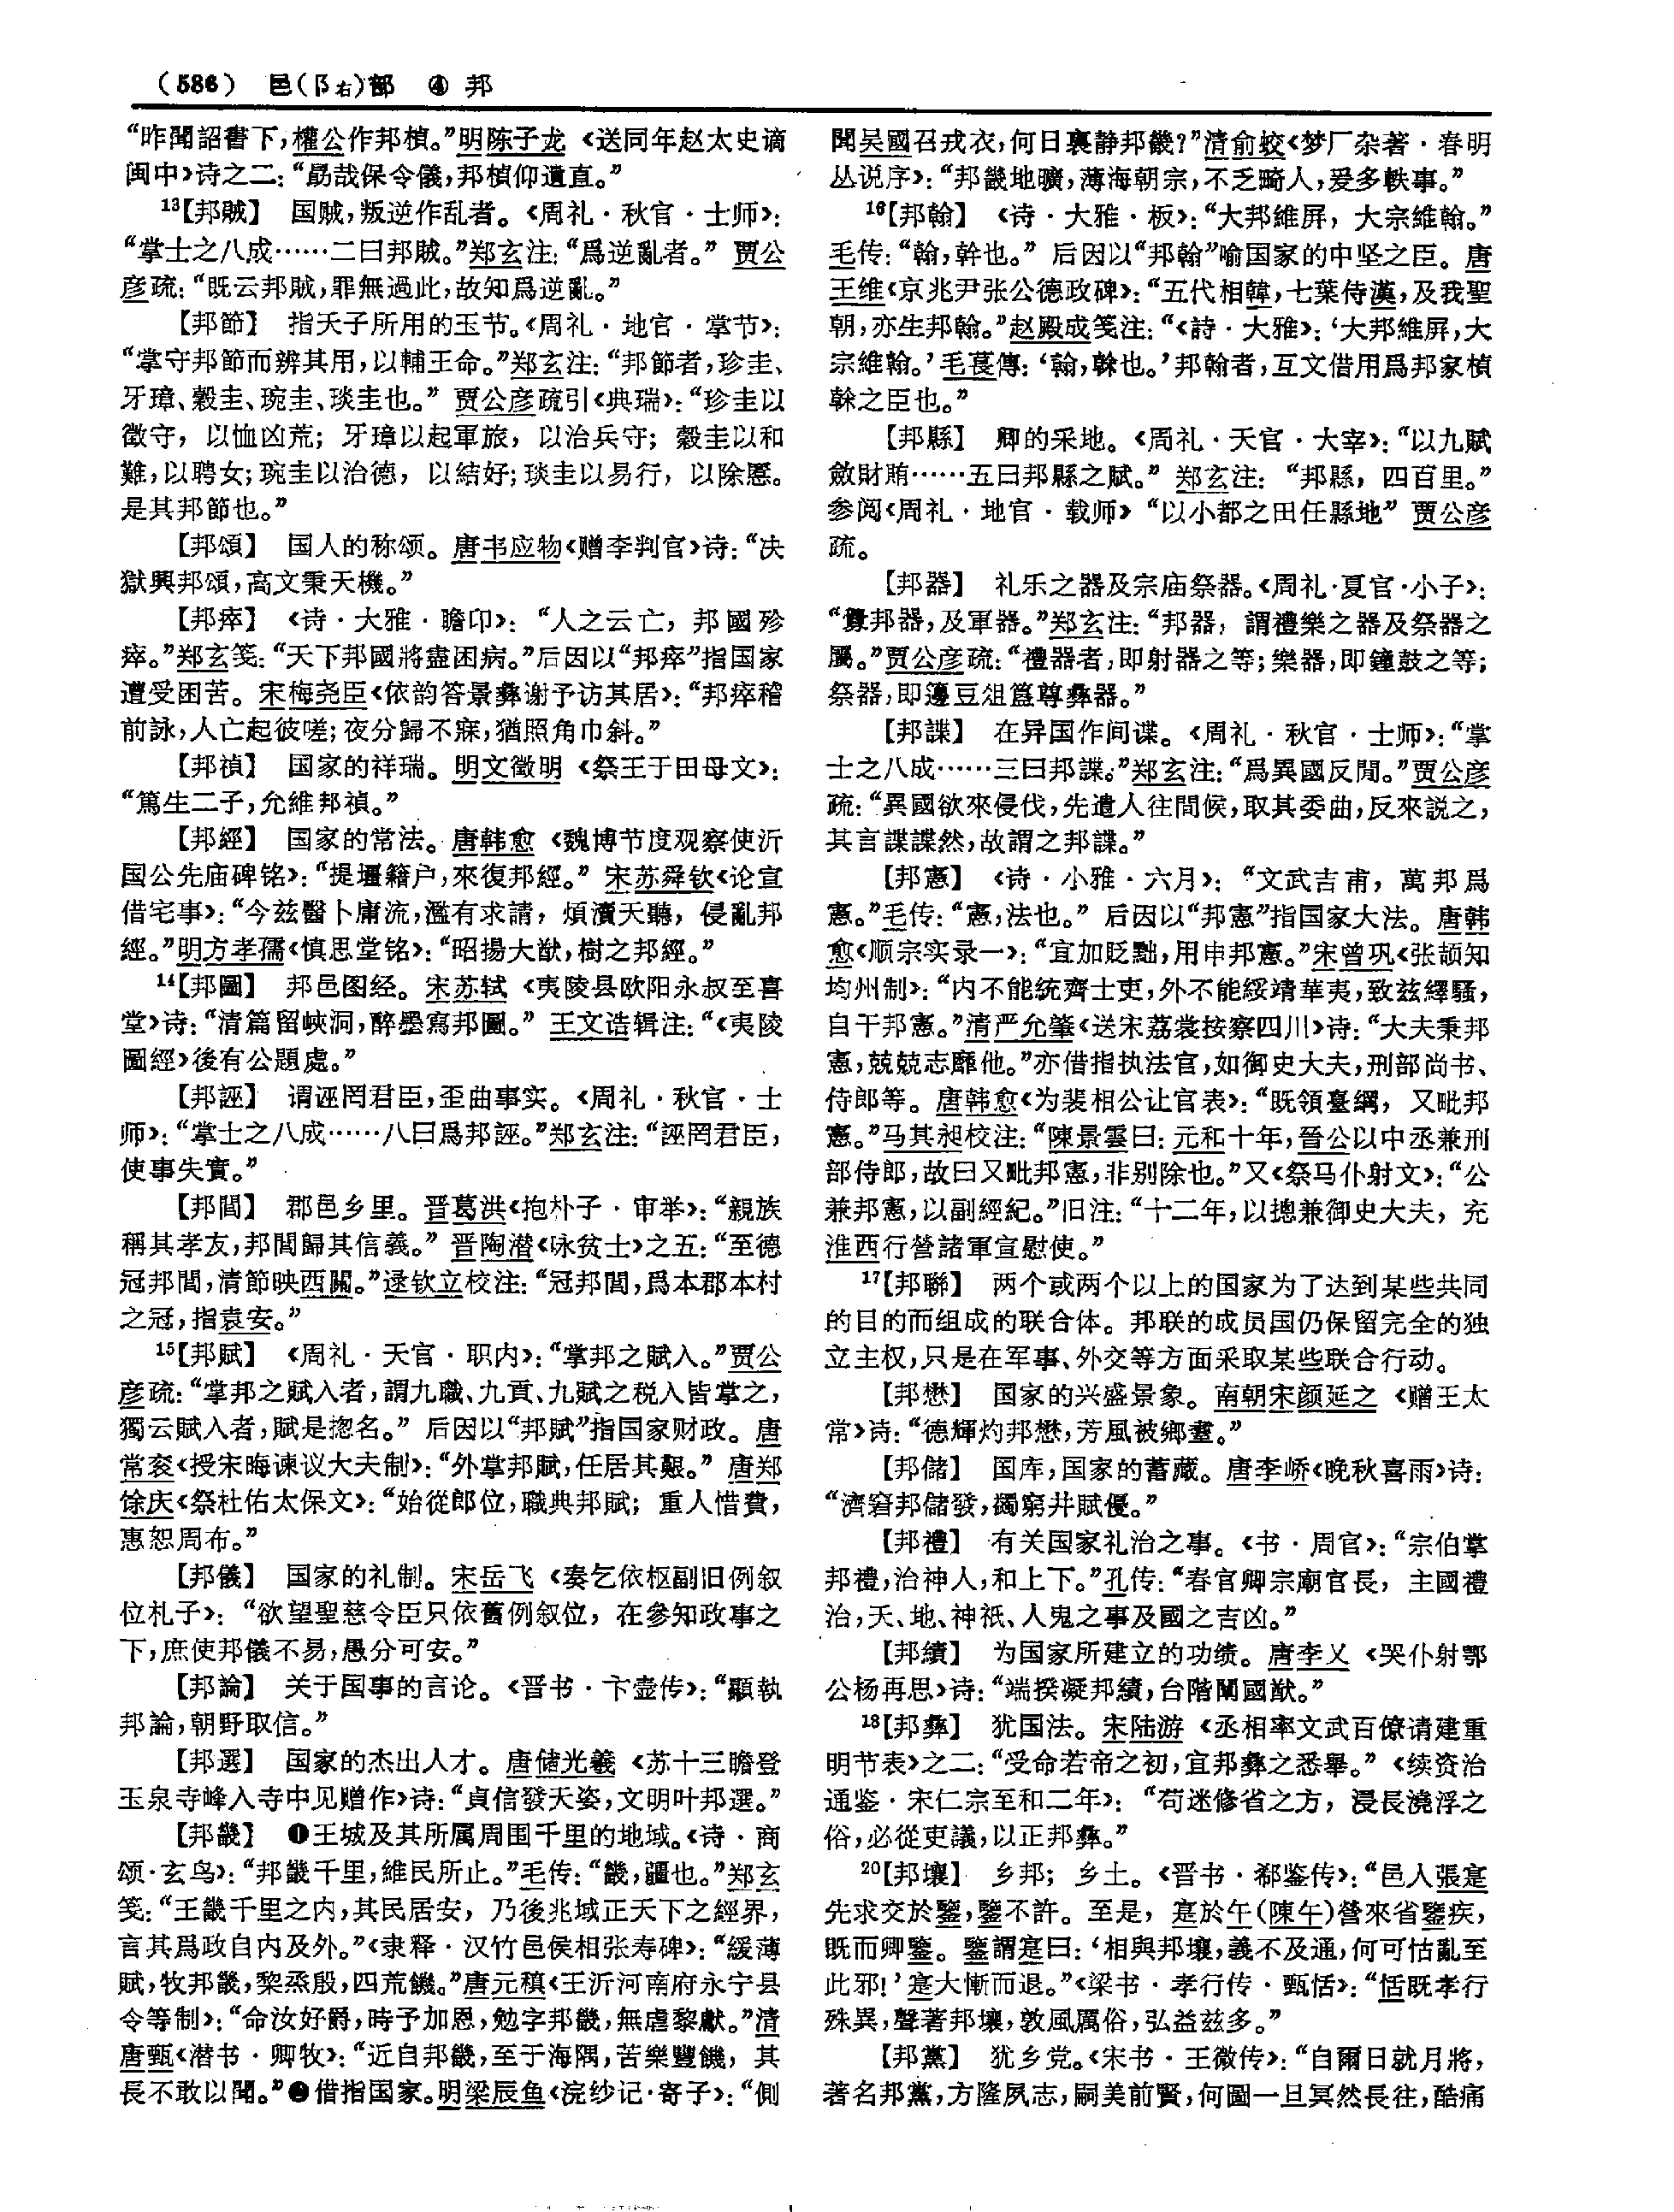 (586) 邑(阝右)部 ④ 邦
“昨聞詔書下,權公作邦楨。”明陈子龙《送同年赵太史谪
闽中》诗之二:“勗哉保令儀,邦楨仰遺直。”
13【邦賊】 国贼,叛逆作乱者。《周礼·秋官·士师》:
“掌士之八成……二曰邦賊。”郑玄注:“爲逆亂者。”贾公
彦疏:“既云邦賊,罪無過此,故知爲逆亂。”
【邦節】 指天子所用的玉节。《周礼·地官·掌节》:
“掌守邦節而辨其用,以輔王命。”郑玄注:“邦節者,珍圭、
牙璋、穀圭、琬圭、琰圭也。”贾公彦疏引《典瑞》:“珍圭以
徵守,以恤凶荒;牙璋以起軍旅,以治兵守;穀圭以和
難,以聘女;琬圭以治德,以結好;琰圭以易行,以除慝。
是其邦節也。”
【邦頌】 国人的称颂。唐韦应物《赠李判官》诗:“决
獄興邦頌,高文秉天機。”
【邦瘁】 《诗·大雅·瞻卬》:“人之云亡,邦國殄
瘁。”郑玄笺:“天下邦國將盡困病。”后因以“邦瘁”指国家
遭受困苦。宋梅尧臣《依韵答景彝谢予访其居》:“邦瘁稽
前詠,人亡起彼嗟;夜分歸不寐,猶照角巾斜。”
【邦禎】 国家的祥瑞。明文徵明《祭王于田母文》:
“篤生二子,允維邦禎。”
【邦經】 国家的常法。唐韩愈《魏博节度观察使沂
国公先庙碑铭》:“提壃籍户,來復邦經。”宋苏舜钦《论宣
借宅事》:“今兹醫卜庸流,濫有求請,煩瀆天聽,侵亂邦
經。”明方孝孺《慎思堂铭》:“昭揚大猷,樹之邦經。”
14【邦圖】 邦邑图经。宋苏轼《夷陵县欧阳永叔至喜
堂》诗:“清篇留峽洞,醉墨寫邦圖。”王文诰辑注:“《夷陵
圖經》後有公題處。”
【邦誣】 谓诬罔君臣,歪曲事实。《周礼·秋官·士
师》:“掌士之八成……八曰爲邦誣。”郑玄注:“誣罔君臣,
使事失實。”
【邦閭】 郡邑乡里。晋葛洪《抱朴子·审举》:“親族
稱其孝友,邦閭歸其信義。”晋陶潜《咏贫士》之五:“至德
冠邦閭,清節映西關。”逯钦立校注:“冠邦閭,爲本郡本村
之冠,指袁安。”
15【邦賦】 《周礼·天官·职内》:“掌邦之賦入。”贾公
彦疏:“掌邦之賦入者,謂九職、九貢、九賦之税入皆掌之,
獨云賦入者,賦是揔名。”后因以“邦賦”指国家财政。唐
常衮《授宋晦谏议大夫制》:“外掌邦賦,任居其艱。”唐郑
馀庆《祭杜佑太保文》:“始從郎位,職典邦賦;重人惜費,
惠恕周布。”
【邦儀】 国家的礼制。宋岳飞《奏乞依枢副旧例叙
位札子》:“欲望聖慈令臣只依舊例叙位,在參知政事之
下,庶使邦儀不易,愚分可安。”
【邦論】 关于国事的言论。《晋书·卞壶传》:“顯執
邦論,朝野取信。”
【邦選】 国家的杰出人才。唐储光羲《苏十三瞻登
玉泉寺峰入寺中见赠作》诗:“貞信發天姿,文明叶邦選。”
【邦畿】 ❶王城及其所属周围千里的地域。《诗·商
颂·玄鸟》:“邦畿千里,維民所止。”毛传:“畿,疆也。”郑玄
笺:“王畿千里之内,其民居安,乃後兆域正天下之經界,
言其爲政自内及外。”《隶释·汉竹邑侯相张寿碑》:“緩薄
賦,牧邦畿,黎烝殷,四荒饑。”唐元稹《王沂河南府永宁县
令等制》:“命汝好爵,時予加恩,勉字邦畿,無虐黎獻。”清
唐甄《潜书·卿牧》:“近自邦畿,至于海隅,苦樂豐饑,其
長不敢以聞。”❷借指国家。明梁辰鱼《浣纱记·寄子》:“側
聞吴國召戎衣,何日裏静邦畿?”清俞蛟《梦厂杂著·春明
丛说序》:“邦畿地曠,薄海朝宗,不乏畸人,爰多軼事。”
16【邦翰】 《诗·大雅·板》:“大邦維屏,大宗維翰。”
毛传:“翰,幹也。”后因以“邦翰”喻国家的中坚之臣。唐
王维《京兆尹张公德政碑》:“五代相韓,七葉侍漢,及我聖
朝,亦生邦翰。”赵殿成笺注:“《詩·大雅》:‘大邦維屏,大
宗維翰。’毛萇傳:‘翰,榦也。’邦翰者,互文借用爲邦家楨
榦之臣也。”
【邦縣】 卿的采地。《周礼·天官·大宰》:“以九賦
斂財賄……五曰邦縣之賦。”郑玄注:“邦縣,四百里。”
参阅《周礼·地官·载师》“以小都之田任縣地”贾公彦
疏。
【邦器】 礼乐之器及宗庙祭器。《周礼·夏官·小子》:
“釁邦器,及軍器。”郑玄注:“邦器,謂禮樂之器及祭器之
屬。”贾公彦疏:“禮器者,即射器之等;樂器,即鐘鼓之等;
祭器,即籩豆俎簋尊彝器。”
【邦諜】 在异国作间谍。《周礼·秋官·士师》:“掌
士之八成……三曰邦諜。”郑玄注:“爲異國反間。”贾公彦
疏:“異國欲來侵伐,先遣人往間候,取其委曲,反來説之,
其言諜諜然,故謂之邦諜。”
【邦憲】 《诗·小雅·六月》:“文武吉甫,萬邦爲
憲。”毛传:“憲,法也。”后因以“邦憲”指国家大法。唐韩
愈《顺宗实录一》:“宜加貶黜,用申邦憲。”宋曾巩《张颉知
均州制》:“内不能統齊士吏,外不能綏靖華夷,致兹繹騷,
自干邦憲。”清严允肇《送宋荔裳按察四川》诗:“大夫秉邦
憲,兢兢志靡他。”亦借指执法官,如御史大夫,刑部尚书、
侍郎等。唐韩愈《为裴相公让官表》:“既領臺綱,又毗邦
憲。”马其昶校注:“陳景雲曰:元和十年,晉公以中丞兼刑
部侍郎,故曰又毗邦憲,非别除也。”又《祭马仆射文》:“公
兼邦憲,以副經紀。”旧注:“十二年,以揔兼御史大夫,充
淮西行營諸軍宣慰使。”
17【邦聯】 两个或两个以上的国家为了达到某些共同
的目的而组成的联合体。邦联的成员国仍保留完全的独
立主权,只是在军事、外交等方面采取某些联合行动。
【邦懋】 国家的兴盛景象。南朝宋颜延之《赠王太
常》诗:“德輝灼邦懋,芳風被鄉耋。”
【邦儲】 国库,国家的蓄藏。唐李峤《晚秋喜雨》诗:
“濟窘邦儲發,蠲窮井賦優。”
【邦禮】 有关国家礼治之事。《书·周官》:“宗伯掌
邦禮,治神人,和上下。”孔传:“春官卿宗廟官長,主國禮
治,天、地、神祇、人鬼之事及國之吉凶。”
【邦績】 为国家所建立的功绩。唐李乂《哭仆射鄂
公杨再思》诗:“端揆凝邦績,台階闡國猷。”
18【邦彝】 犹国法。宋陆游《丞相率文武百僚请建重
明节表》之二:“受命若帝之初,宜邦彝之悉舉。”《续资治
通鉴·宋仁宗至和二年》:“苟迷修省之方,浸長澆浮之
俗,必從吏議,以正邦彝。”
20【邦壤】 乡邦;乡土。《晋书·郗鉴传》:“邑人張寔
先求交於鑒,鑒不許。至是,寔於午(陳午)營來省鑒疾,
既而卿鑒。鑒謂寔曰:‘相與邦壤,義不及通,何可怙亂至
此邪!’寔大慚而退。”《梁书·孝行传·甄恬》:“恬既孝行
殊異,聲著邦壤,敦風厲俗,弘益兹多。”
【邦黨】 犹乡党。《宋书·王微传》:“自爾日就月將,
著名邦黨,方隆夙志,嗣美前賢,何圖一旦冥然長往,酷痛